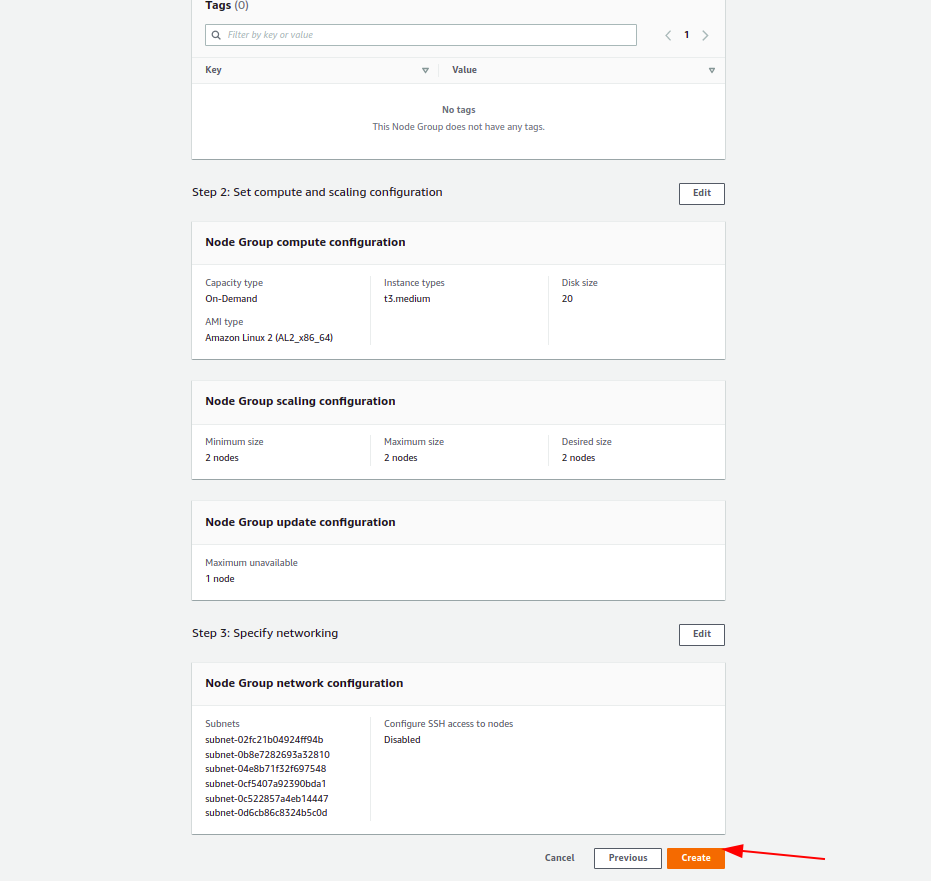 Tags (0)
Filter by key or value
1
Key Value
No tags
This Node Group does not have any tags.
Step 2: Set compute and scaling configuration
Edit
Node Group compute configuration
Capacity type Instance types Disk size
On-Demand t3.medium 20
AMI type
Amazon Linux 2 (AL2_x86_64)
Node Group scaling configuration
Minimum size Maximum size Desired size
2 nodes 2 nodes 2 nodes
Node Group update configuration
Maximum unavailable
1 node
Step 3: Specify networking
Edit
Node Group network configuration
Subnets Configure SSH access to nodes
subnet-02fc21b04924ff94b Disabled
subnet-0b8e7282693a32810
subnet-04e8b71f32f697548
subnet-0cf5407a92390bda1
subnet-0c522857a4eb14447
subnet-0d6cb86c8324b5c0d
Cancel Previous Create